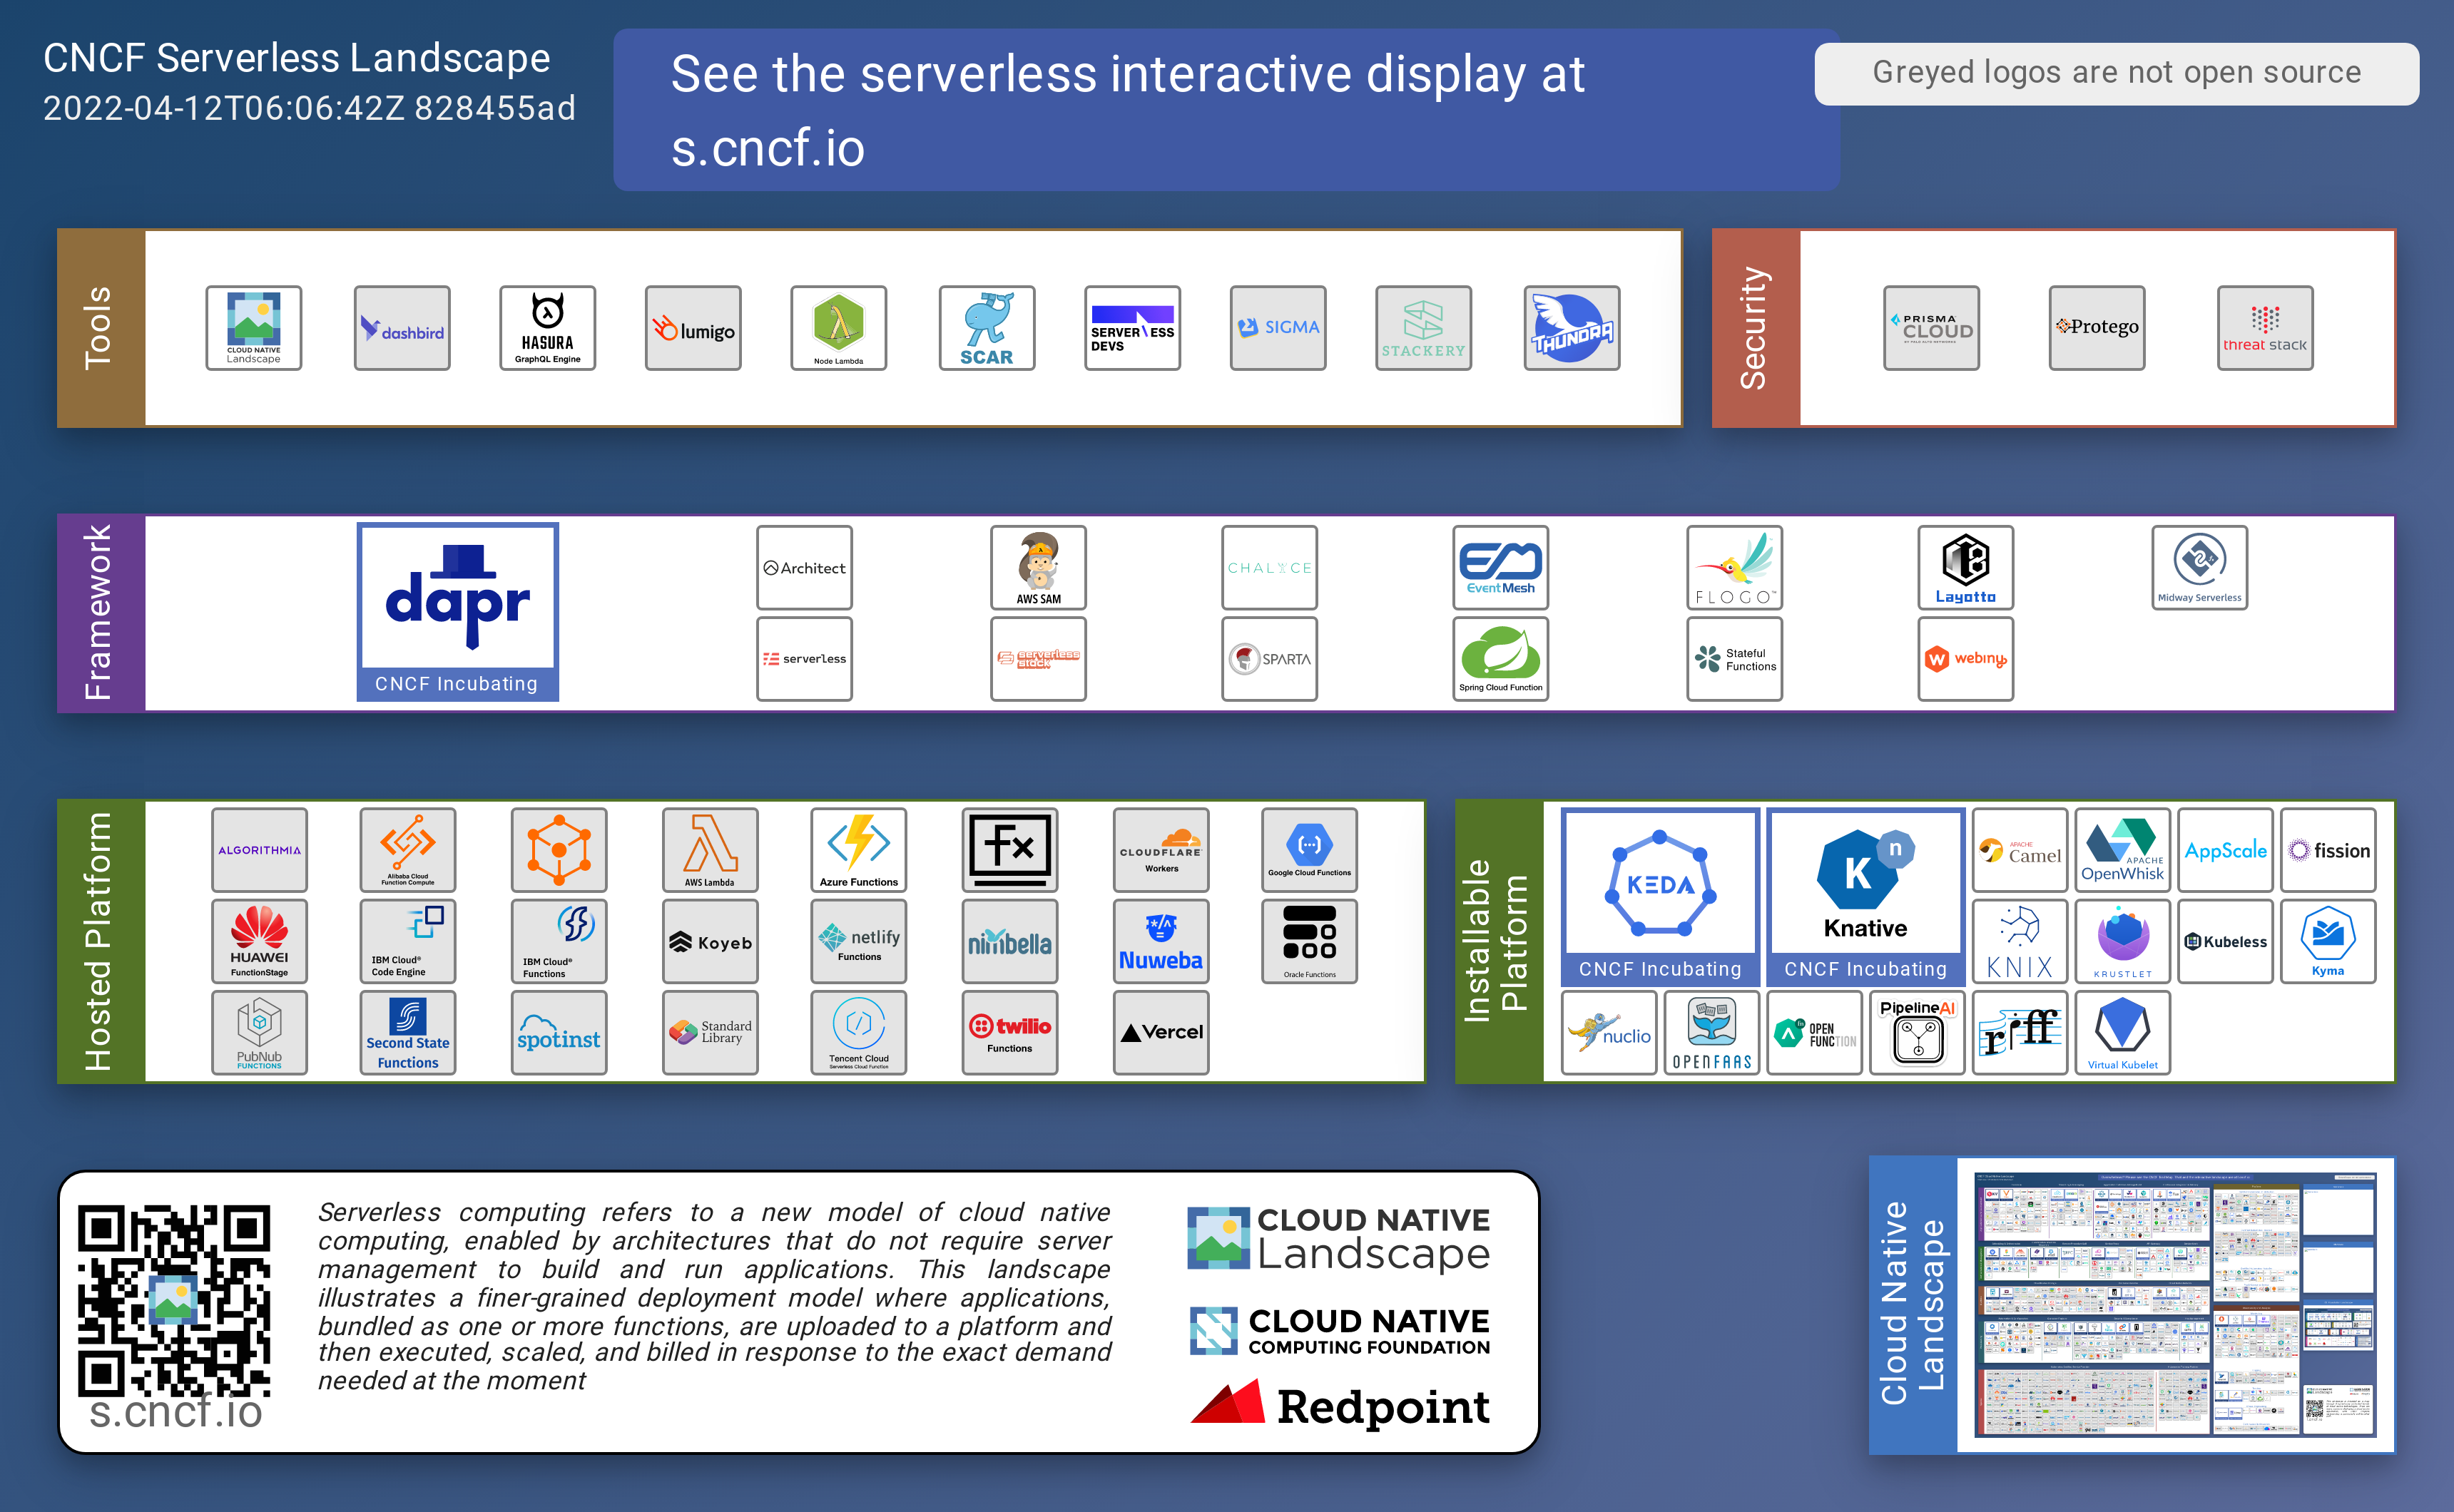 CNCF Serverless Landscape
2022-04-12T06:06:42Z 828455ad
See the serverless interactive display at
s.cncf.io
Greyed logos are not open source
Tools
CLOUD NATIVE
Landscape
dashbird
HASURA
GraphQL Engine
lumigo
Node Lambda
SCAR
SERVER\ESS
DEVS
SIGMA
STACKERY
THUNDRA
Security
PRISMA
CLOUD
BY PALO ALTO NETWORKS
Protego
threat stack
Framework
dapr
CNCF Incubating
Architect
AWS SAM
CHALICE
EventMesh
FLOGO™
Layotto
Midway Serverless
serverless
serverless
stack
SPARTA
Spring Cloud Function
Stateful
Functions
webiny
Hosted Platform
ALGORITHMIA
Alibaba Cloud
Function Compute
AWS Lambda
Azure Functions
fx
CLOUDFLARE
Workers
Google Cloud Functions
HUAWEI
FunctionStage
IBM Cloud®
Code Engine
IBM Cloud®
Functions
Koyeb
netlify
Functions
nimbella
Nuweba
Oracle Functions
PubNub
FUNCTIONS
Second State
Functions
spotinst
Standard
Library
Tencent Cloud
Serverless Cloud Function
twilio
Functions
Vercel
Installable
Platform
KEDA
CNCF Incubating
K n
Knative
CNCF Incubating
APACHE
Camel
APACHE
OpenWhisk
AppScale
fission
KNIX
KRUSTLET
Kubeless
Kyma
nuclio
OPENFAAS
OPEN
FUNCTION
PipelineAI
riff
Virtual Kubelet
s.cncf.io
Serverless computing refers to a new model of cloud native
computing, enabled by architectures that do not require server
management to build and run applications. This landscape
illustrates a finer-grained deployment model where applications,
bundled as one or more functions, are uploaded to a platform and
then executed, scaled, and billed in response to the exact demand
needed at the moment
CLOUD NATIVE
Landscape
CLOUD NATIVE
COMPUTING FOUNDATION
Redpoint
Cloud Native
Landscape